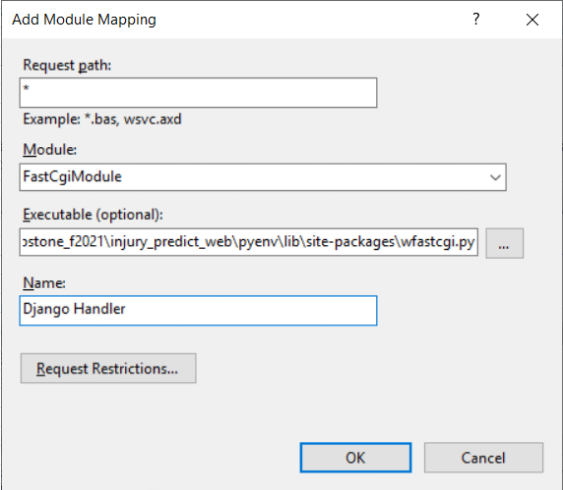 Add Module Mapping
?
Request path:
*
Example: *.bas, wsvc.axd
Module:
FastCgiModule
Executable (optional):
ostone_f2021\injury_predict_web\pyenv\lib\site-packages\wfastcgi.py
...
Name:
Django Handler
Request Restrictions...
OK
Cancel